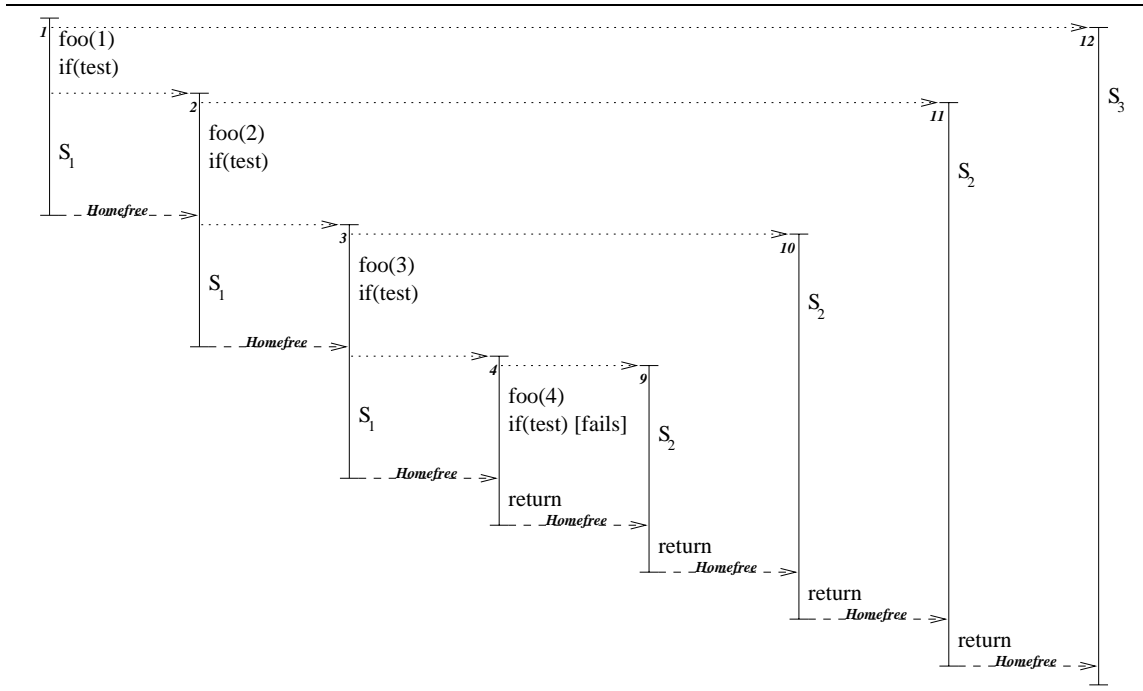 1
12
foo(1)
if(test)
S1
S3
2
11
foo(2)
if(test)
S2
Homefree
3
10
foo(3)
if(test)
S1
S2
Homefree
4
9
foo(4)
if(test) [fails]
S1
S2
Homefree
return
Homefree
return
Homefree
return
Homefree
return
Homefree